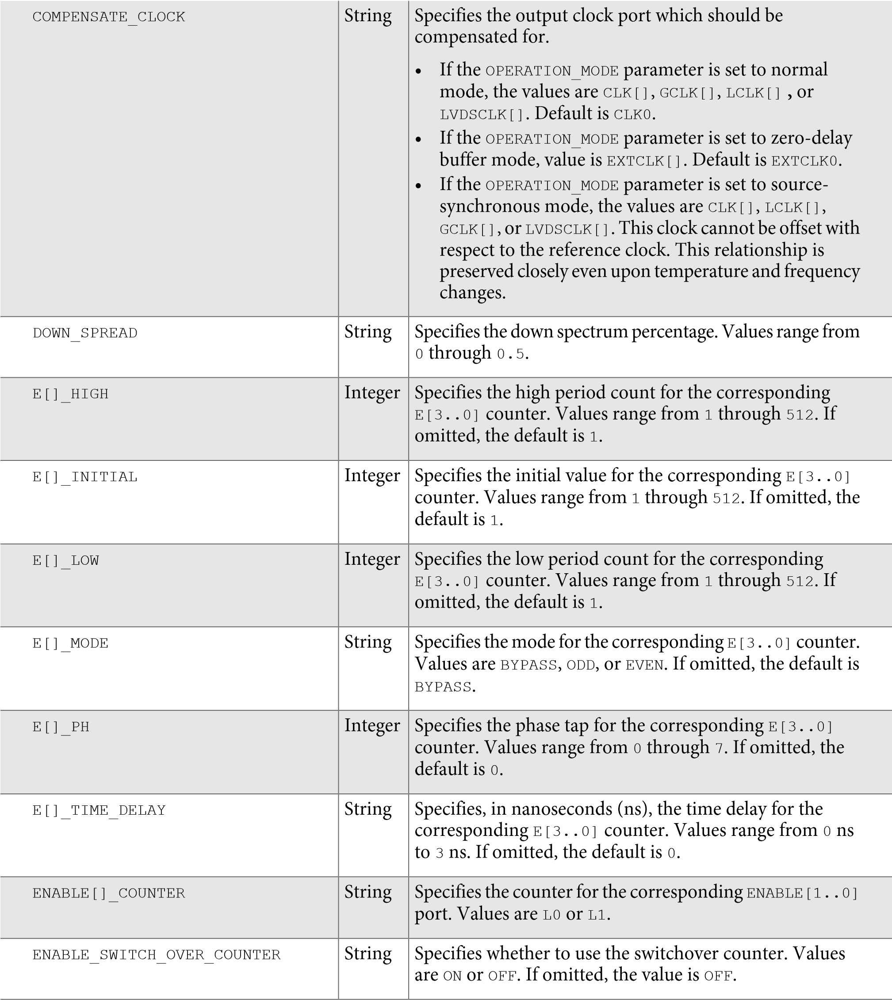 COMPENSATE_CLOCK String Specifies the output clock port which should be
compensated for.
• If the OPERATION_MODE parameter is set to normal
mode, the values are CLK[], GCLK[], LCLK[] , or
LVDSCLK[]. Default is CLK0.
• If the OPERATION_MODE parameter is set to zero-delay
buffer mode, value is EXTCLK[]. Default is EXTCLK0.
• If the OPERATION_MODE parameter is set to source-
synchronous mode, the values are CLK[], LCLK[],
GCLK[], or LVDSCLK[]. This clock cannot be offset with
respect to the reference clock. This relationship is
preserved closely even upon temperature and frequency
changes.
DOWN_SPREAD String Specifies the down spectrum percentage. Values range from
0 through 0.5.
E[]_HIGH Integer Specifies the high period count for the corresponding
E[3..0] counter. Values range from 1 through 512. If
omitted, the default is 1.
E[]_INITIAL Integer Specifies the initial value for the corresponding E[3..0]
counter. Values range from 1 through 512. If omitted, the
default is 1.
E[]_LOW Integer Specifies the low period count for the corresponding
E[3..0] counter. Values range from 1 through 512. If
omitted, the default is 1.
E[]_MODE String Specifies the mode for the corresponding E[3..0] counter.
Values are BYPASS, ODD, or EVEN. If omitted, the default is
BYPASS.
E[]_PH Integer Specifies the phase tap for the corresponding E[3..0]
counter. Values range from 0 through 7. If omitted, the
default is 0.
E[]_TIME_DELAY String Specifies, in nanoseconds (ns), the time delay for the
corresponding E[3..0] counter. Values range from 0 ns
to 3 ns. If omitted, the default is 0.
ENABLE[]_COUNTER String Specifies the counter for the corresponding ENABLE[1..0]
port. Values are L0 or L1.
ENABLE_SWITCH_OVER_COUNTER String Specifies whether to use the switchover counter. Values
are ON or OFF. If omitted, the value is OFF.